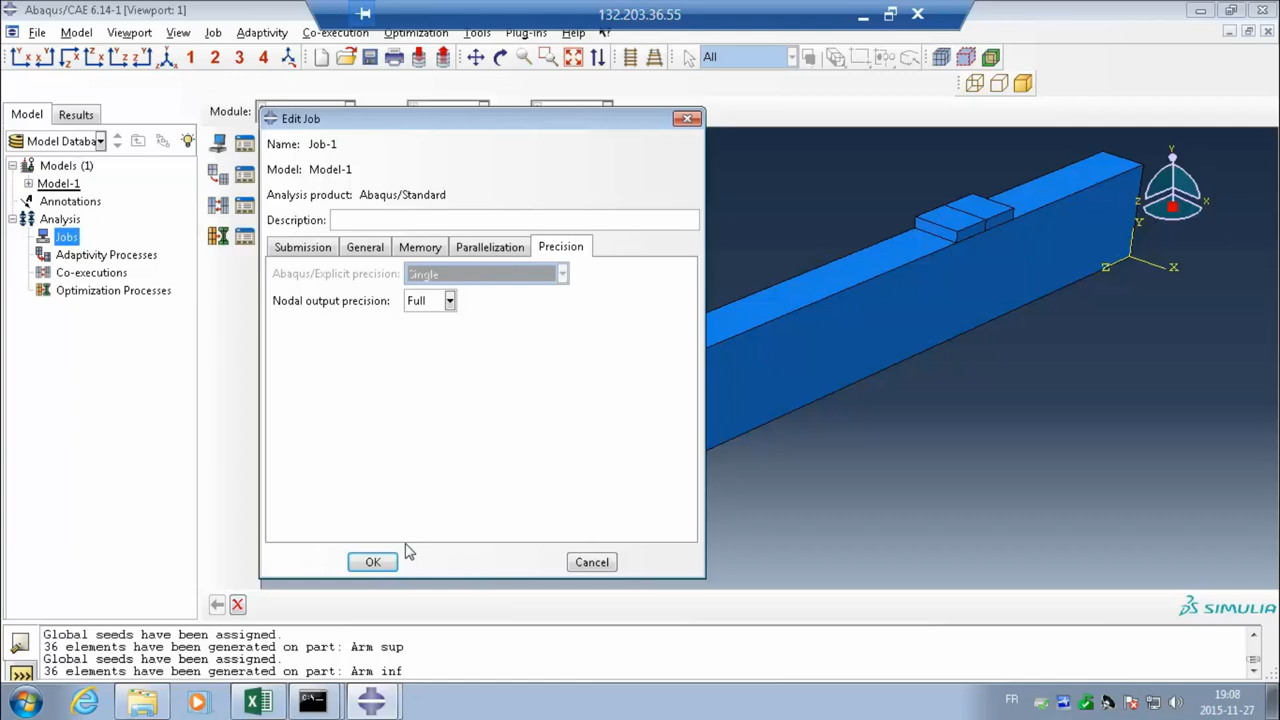 Abaqus/CAE 6.14-1 [Viewport: 1]
132.203.36.55
File Model Viewport View Job Adaptivity Co-execution Optimization Tools Plug-ins Help
1 2 3 4
All
Model Results
Module:
Model Databa
Models (1)
Model-1
Annotations
Analysis
Jobs
Adaptivity Processes
Co-executions
Optimization Processes
Edit Job
Name: Job-1
Model: Model-1
Analysis product: Abaqus/Standard
Description:
Submission General Memory Parallelization Precision
Abaqus/Explicit precision: Single
Nodal output precision: Full
OK Cancel
Y
Z X
Y
Z X
SIMULIA
Global seeds have been assigned.
36 elements have been generated on part: Arm sup
Global seeds have been assigned.
36 elements have been generated on part: Arm inf
>>>
FR
19:08
2015-11-27